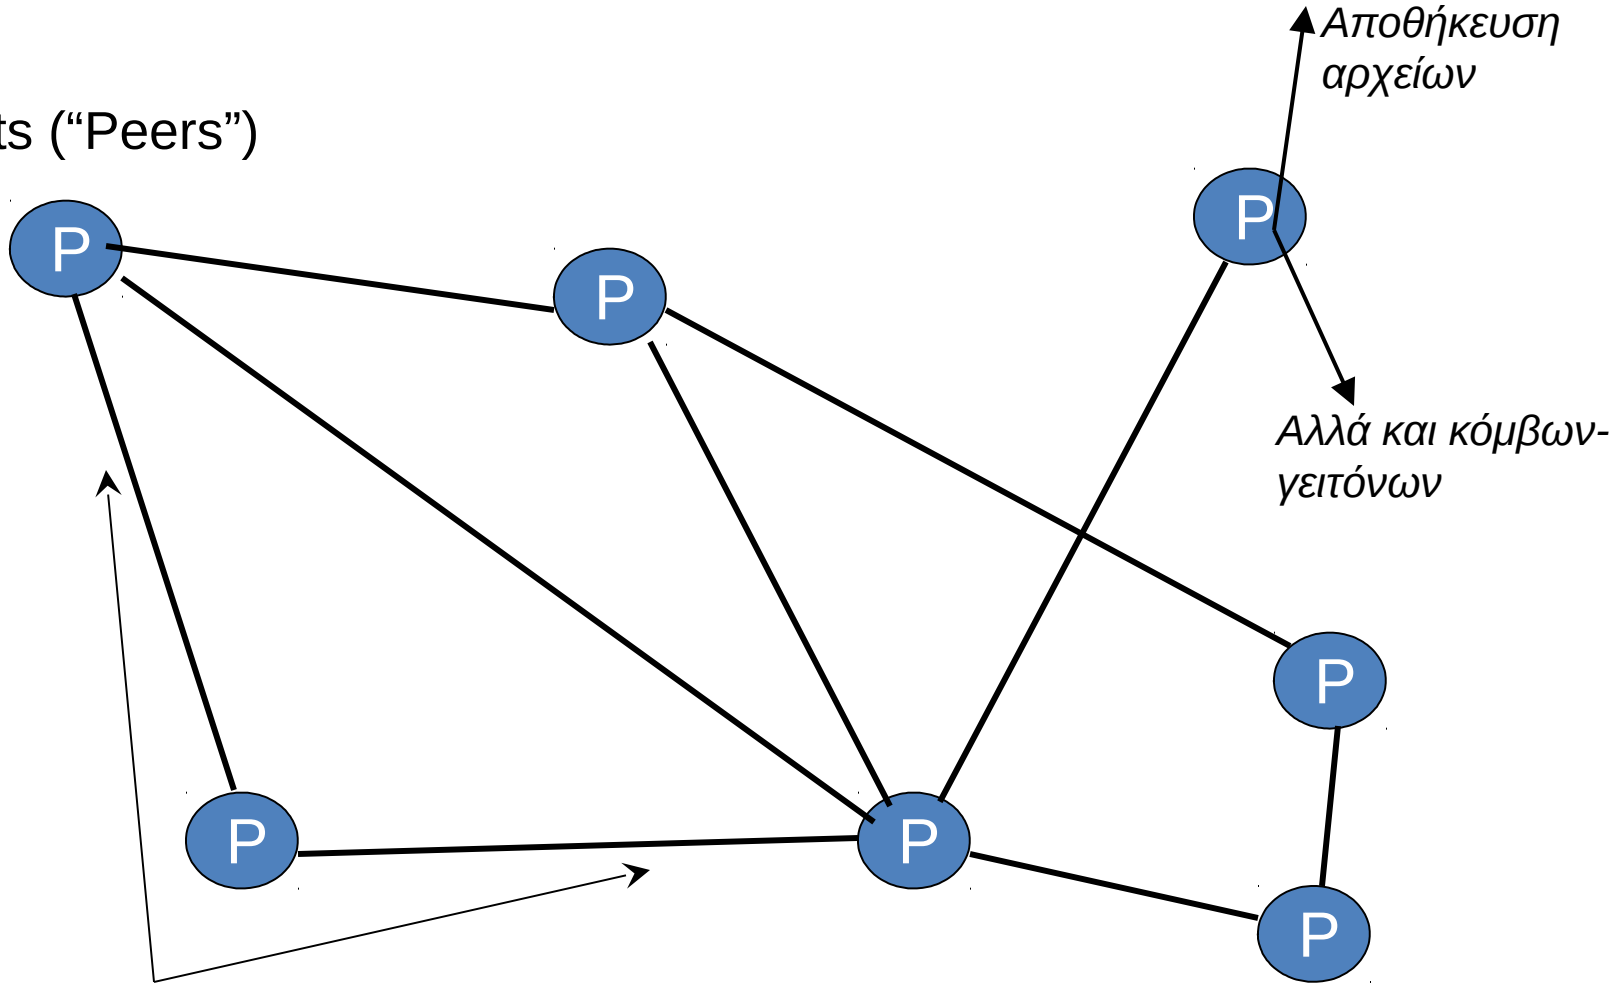 Αποθήκευση
αρχείων
ts (“Peers”)
P
P
P
Αλλά και κόμβων-
γειτόνων
P
P
P
P